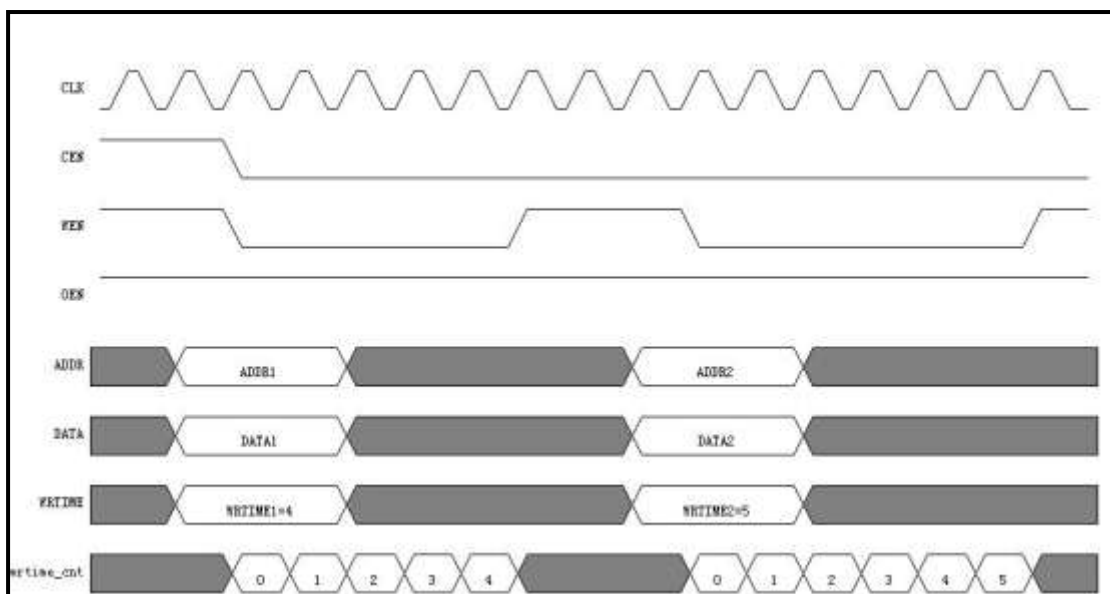 CLK
CEN
WEN
OEN
ADDR ADDR1 ADDR2
DATA DATA1 DATA2
WRTIME WRTIME1=4 WRTIME2=5
wrtime_cnt 0 1 2 3 4 0 1 2 3 4 5